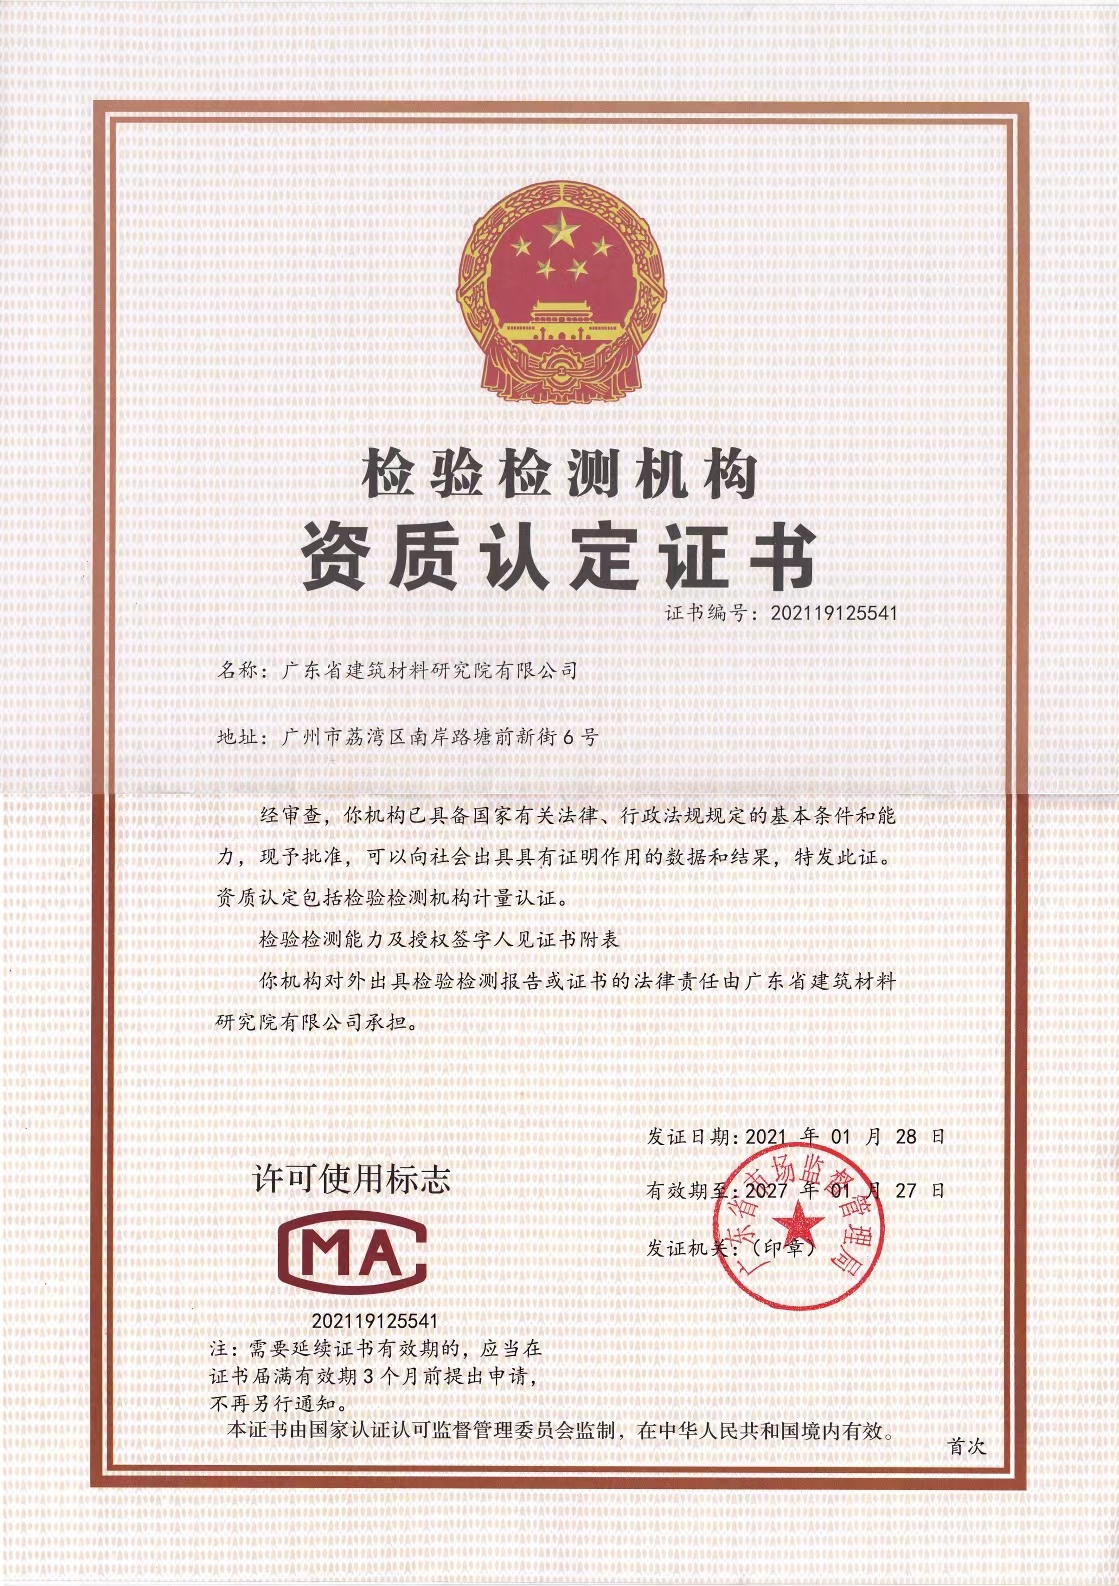 检验检测机构
资质认定证书
证书编号：202119125541
名称：广东省建筑材料研究院有限公司
地址：广州市荔湾区南岸路塘前新街6号
经审查，你机构已具备国家有关法律、行政法规规定的基本条件和能
力，现予批准，可以向社会出具具有证明作用的数据和结果，特发此证。
资质认定包括检验检测机构计量认证。
检验检测能力及授权签字人见证书附表
你机构对外出具检验检测报告或证书的法律责任由广东省建筑材料
研究院有限公司承担。
发证日期：2021 年 01 月 28 日
有效期至：2027 年 01 月 27 日
发证机关：（印章）
广东省市场监督管理局
许可使用标志
MA
202119125541
注：需要延续证书有效期的，应当在
证书届满有效期3个月前提出申请，
不再另行通知。
本证书由国家认证认可监督管理委员会监制，在中华人民共和国境内有效。
首次